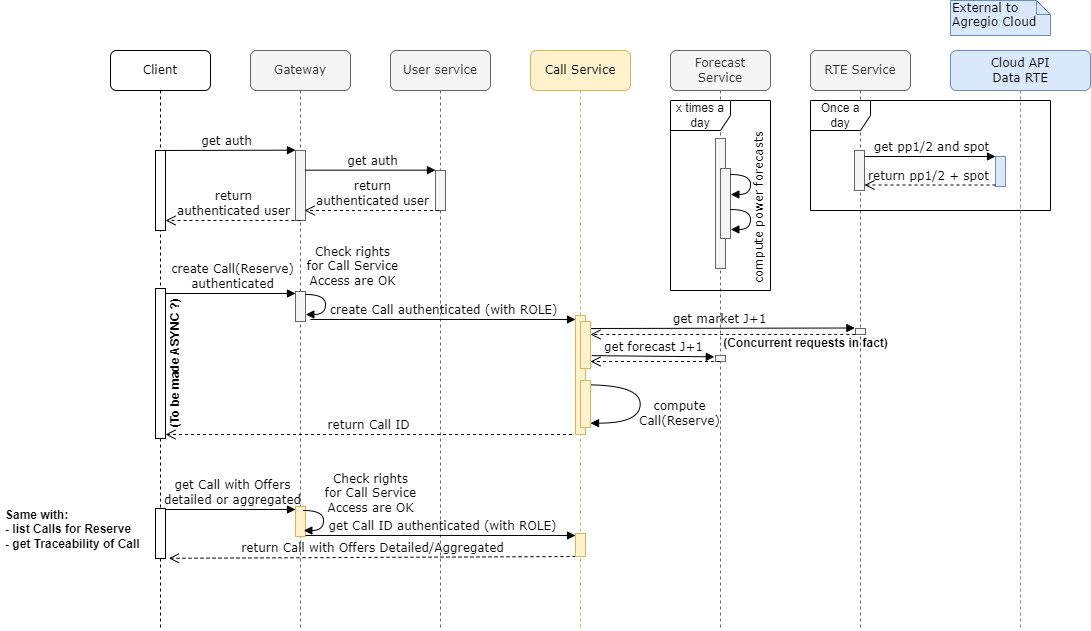 External to
Agregio Cloud
Client
Gateway
User service
Call Service
Forecast
Service
RTE Service
Cloud API
Data RTE
x times a
day
Once a
day
compute power forecasts
get pp1/2 and spot
return pp1/2 + spot
get auth
get auth
return
authenticated user
return
authenticated user
Check rights
for Call Service
Access are OK
create Call(Reserve)
authenticated
create Call authenticated (with ROLE)
(To be made ASYNC ?)
get market J+1
(Concurrent requests in fact)
get forecast J+1
compute
Call(Reserve)
return Call ID
get Call with Offers
detailed or aggregated
Check rights
for Call Service
Access are OK
Same with:
- list Calls for Reserve
- get Traceability of Call
get Call ID authenticated (with ROLE)
return Call with Offers Detailed/Aggregated